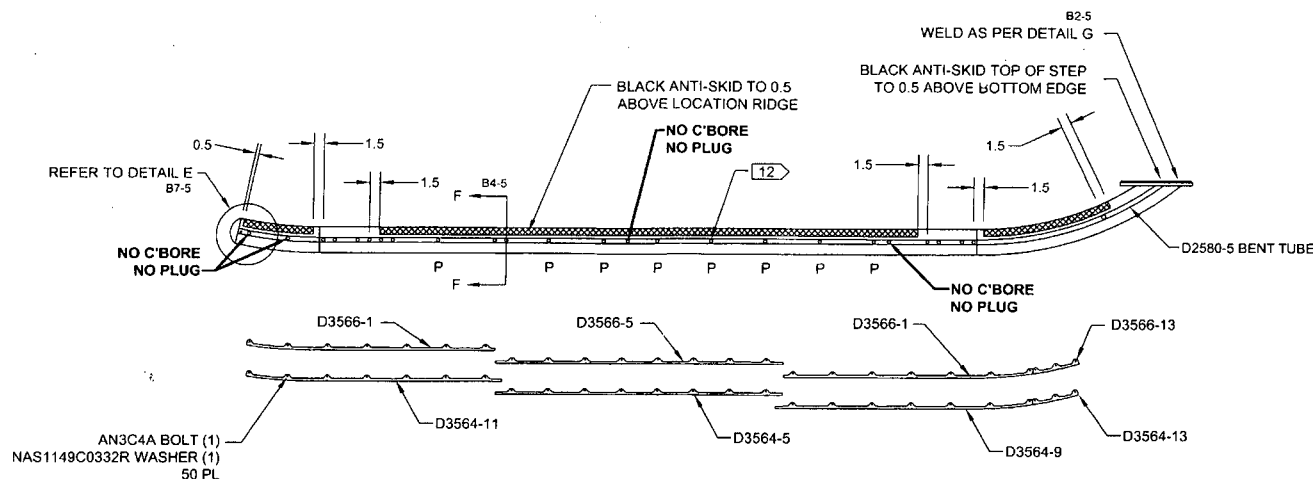 B2-5
WELD AS PER DETAIL G
BLACK ANTI-SKID TO 0.5
ABOVE LOCATION RIDGE
BLACK ANTI-SKID TOP OF STEP
TO 0.5 ABOVE BOTTOM EDGE
NO C'BORE
NO PLUG
0.5
1.5
1.5
1.5
1.5
1.5
REFER TO DETAIL E
B7-5
F
B4-5
12
NO C'BORE
NO PLUG
D2580-5 BENT TUBE
P P P P P P P P
F
NO C'BORE
NO PLUG
D3566-1
D3566-5
D3566-1
D3566-13
D3564-11
D3564-5
D3564-9
D3564-13
AN3C4A BOLT (1)
NAS1149C0332R WASHER (1)
50 PL